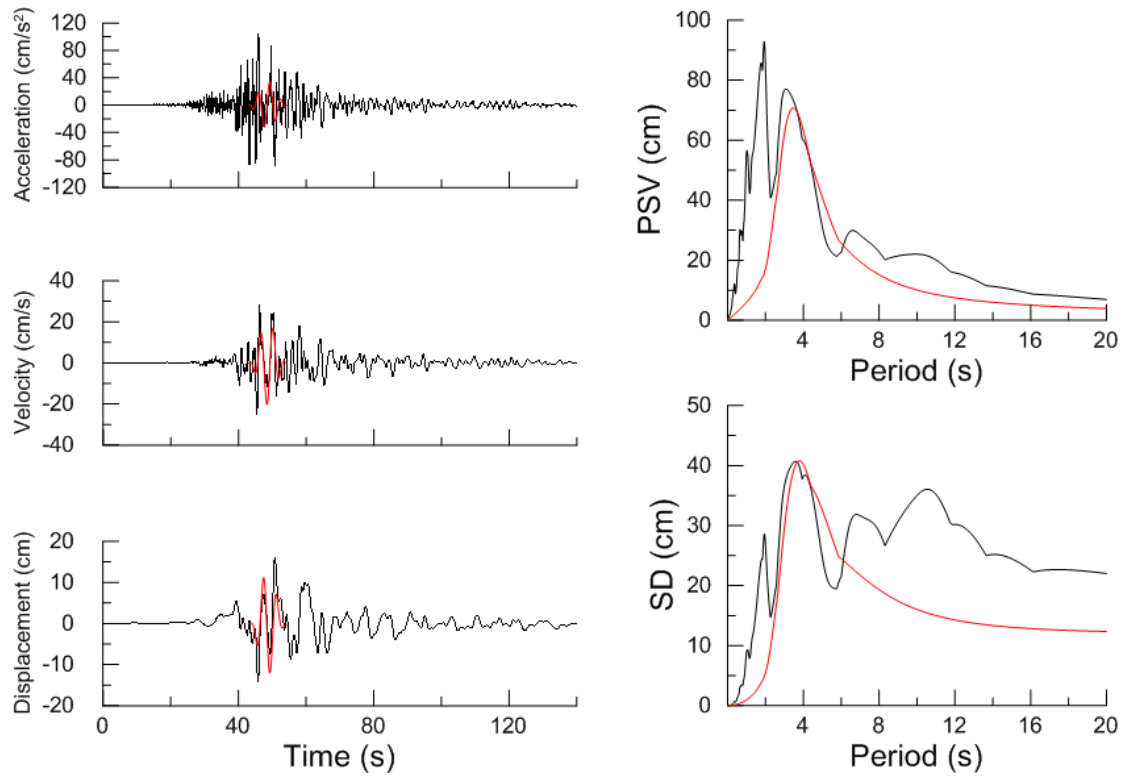 Acceleration (cm/s²)
120
80
40
0
-40
-80
-120
Velocity (cm/s)
40
20
0
-20
-40
Displacement (cm)
20
10
0
-10
-20
0 40 80 120
Time (s)
PSV (cm)
100
80
60
40
20
0
4 8 12 16 20
Period (s)
SD (cm)
50
40
30
20
10
0
4 8 12 16 20
Period (s)